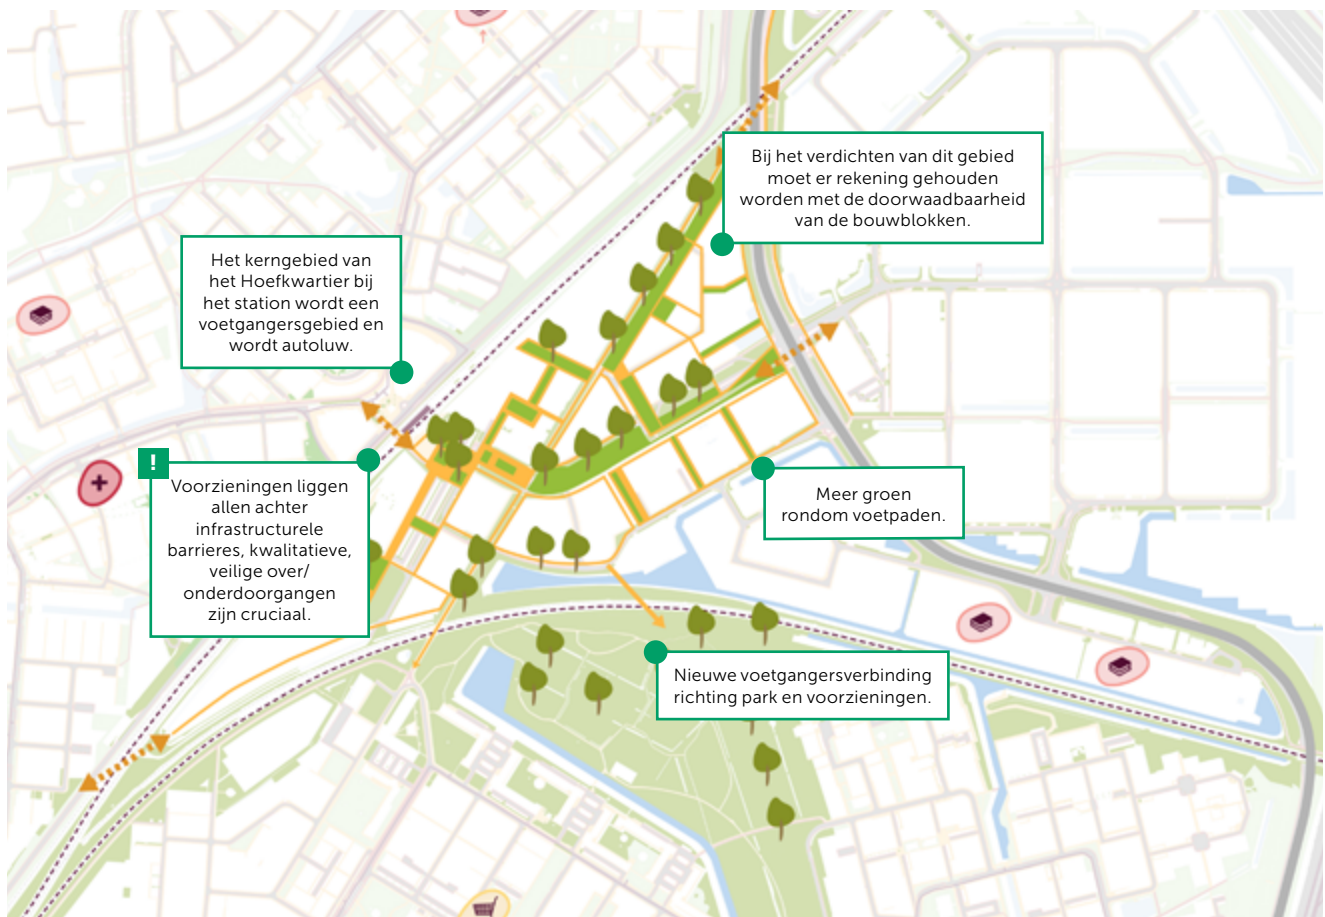 Bij het verdichten van dit gebied
moet er rekening gehouden
worden met de doorwaadbaarheid
van de bouwblokken.
Het kerngebied van
het Hoefkwartier bij
het station wordt een
voetgangersgebied en
wordt autoluw.
!
Voorzieningen liggen
allen achter
infrastructurele
barrieres, kwalitatieve,
veilige over/
onderdoorgangen
zijn cruciaal.
Meer groen
rondom voetpaden.
Nieuwe voetgangersverbinding
richting park en voorzieningen.